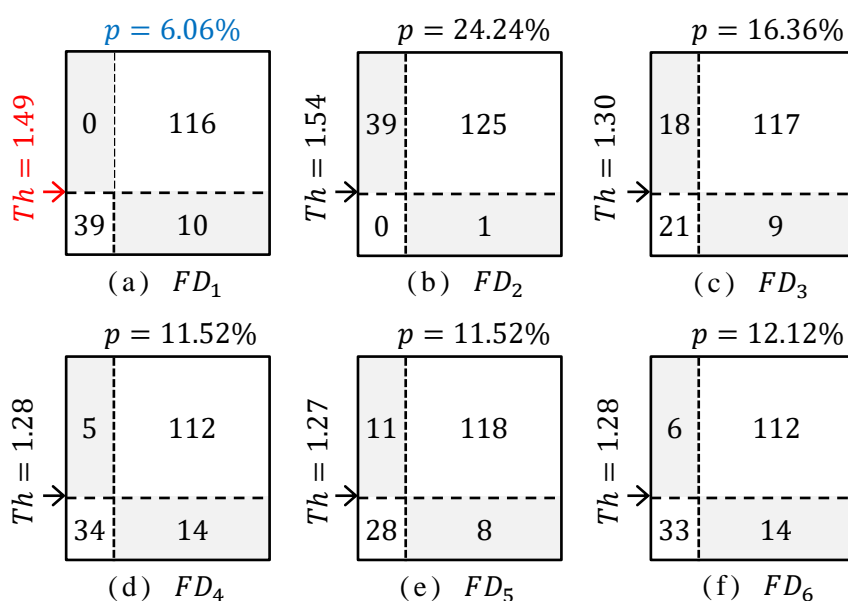 p = 6.06%
p = 24.24%
p = 16.36%
Th = 1.49
0 116
39 10
Th = 1.54
39 125
0 1
Th = 1.30
18 117
21 9
(a) FD₁
(b) FD₂
(c) FD₃
p = 11.52%
p = 11.52%
p = 12.12%
Th = 1.28
5 112
34 14
Th = 1.27
11 118
28 8
Th = 1.28
6 112
33 14
(d) FD₄
(e) FD₅
(f) FD₆